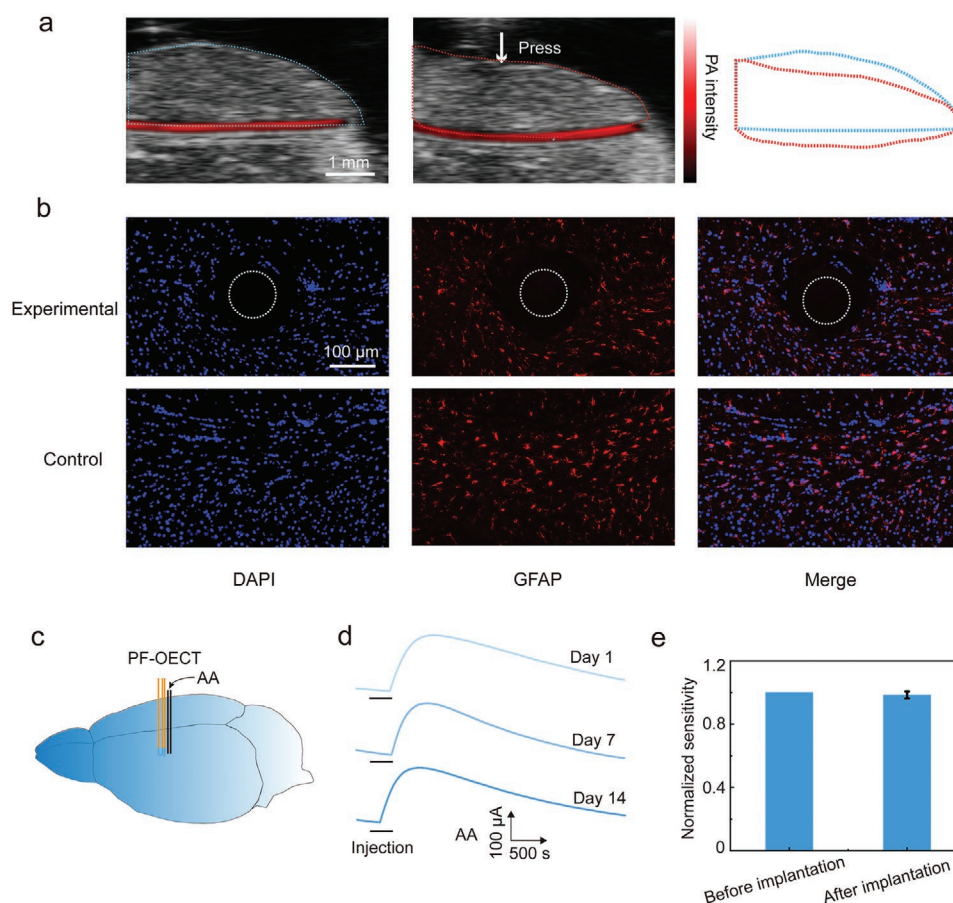 a
Press
1 mm
PA intensity
b
Experimental
100 µm
Control
DAPI
GFAP
Merge
c
PF-OECT
AA
d
Day 1
Day 7
Day 14
Injection
AA
100 µA
500 s
e
Normalized sensitivity
1.2
0.8
0.4
0
Before implantation
After implantation